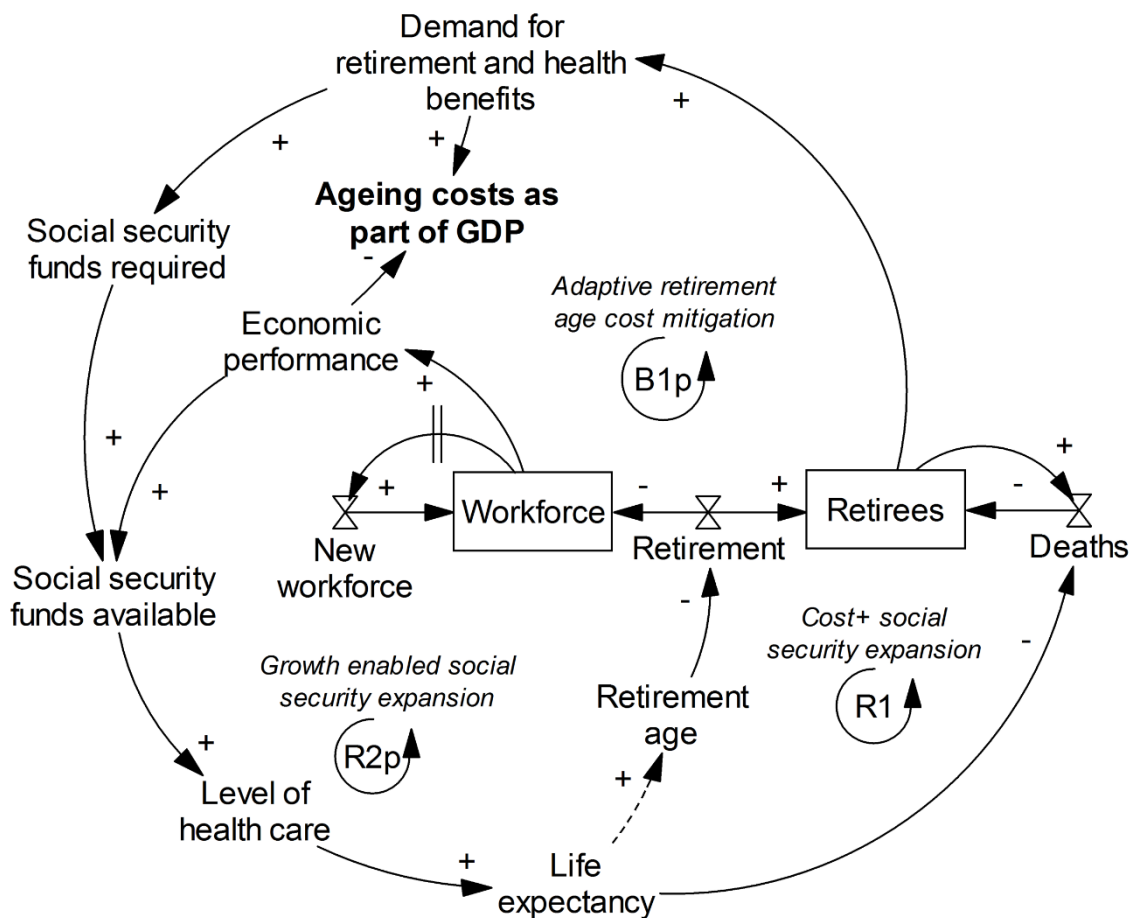 Demand for
retirement and health
benefits
+
+
+
Ageing costs as
part of GDP
Social security
funds required
-
Adaptive retirement
age cost mitigation
Economic
performance
B1p
+
+
+
+
-
+
+
-
Workforce
Retirees
New
workforce
Retirement
Deaths
Social security
funds available
-
Cost+ social
security expansion
-
Growth enabled social
security expansion
Retirement
age
R1
R2p
+
+
Level of
health care
+
Life
expectancy